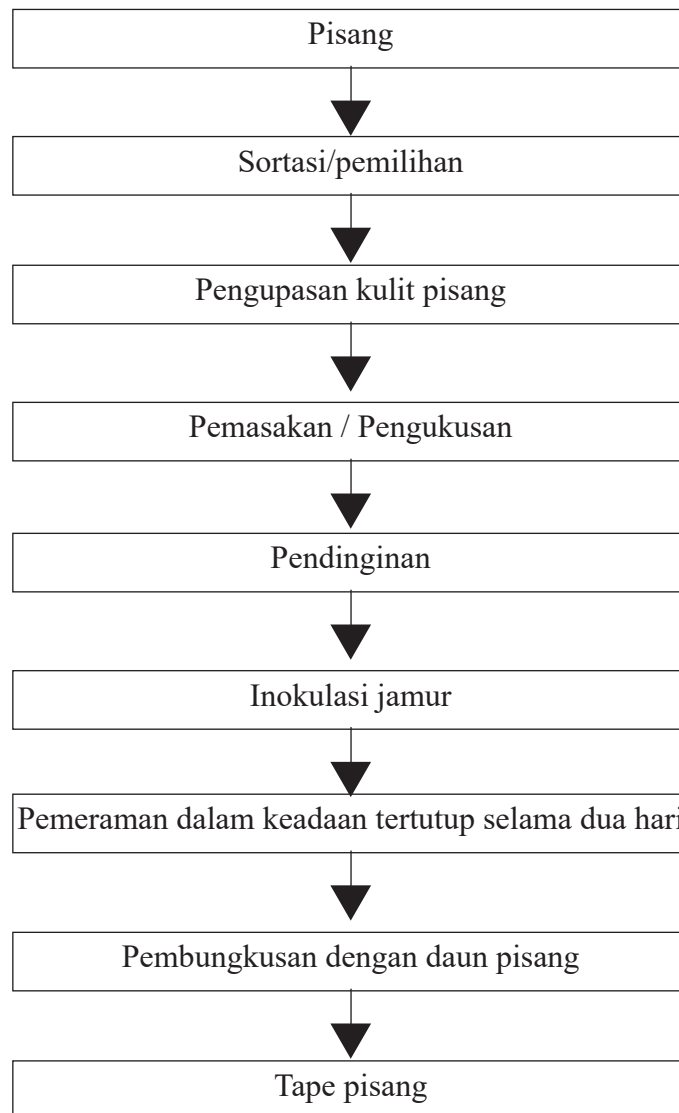 Pisang
Sortasi/pemilihan
Pengupasan kulit pisang
Pemasakan / Pengukusan
Pendinginan
Inokulasi jamur
Pemeraman dalam keadaan tertutup selama dua hari
Pembungkusan dengan daun pisang
Tape pisang